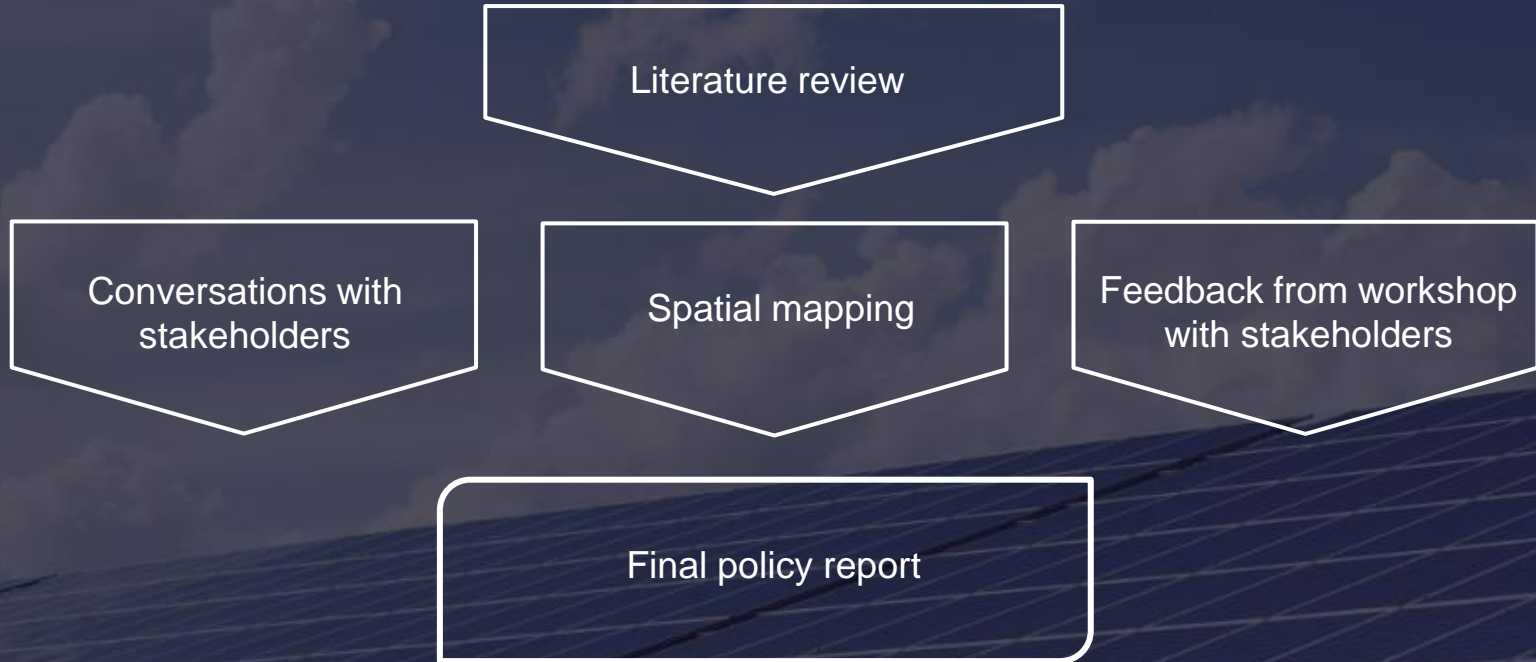 Literature review
Conversations with
stakeholders
Spatial mapping
Feedback from workshop
with stakeholders
Final policy report